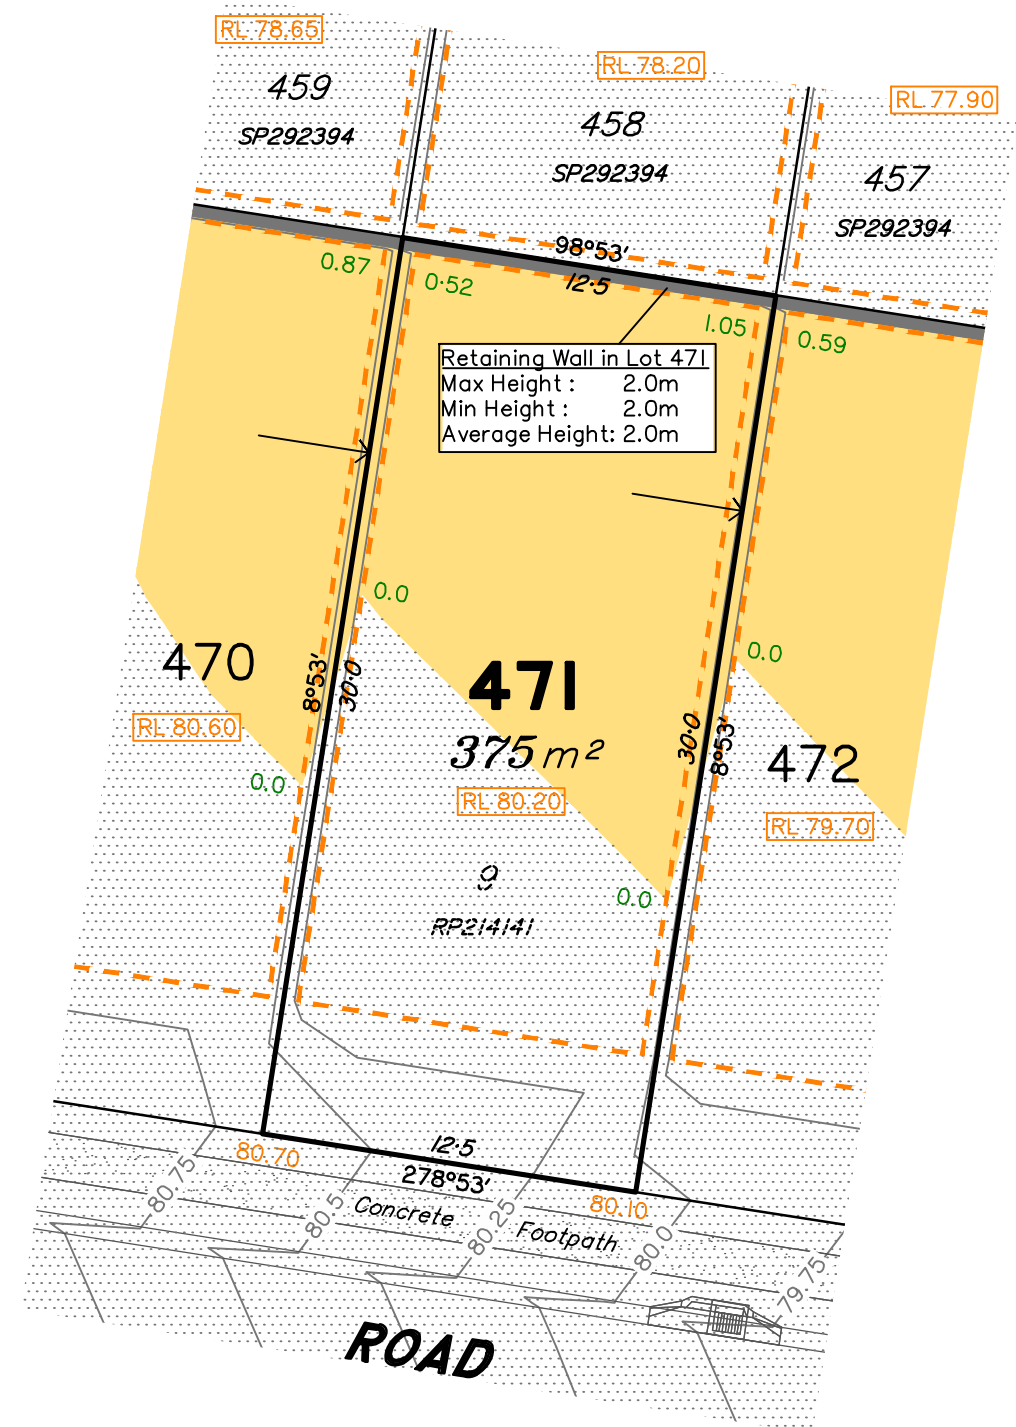 RL 78.65
459
SP292394
RL 78.20
458
SP292394
RL 77.90
457
SP292394
98°53'
12·5
0.87
0·52
1.05
0.59
Retaining Wall in Lot 471
Max Height : 2.0m
Min Height : 2.0m
Average Height: 2.0m
0.0
0.0
470
RL 80.60
8°53'
30·0
471
375 m²
RL 80.20
30·0
8°53'
472
RL 79.70
0.0
0.0
9
RP214141
12·5
278°53'
80.70
80.10
80.75
80.5
80.25
80.0
79.75
Concrete Footpath
ROAD